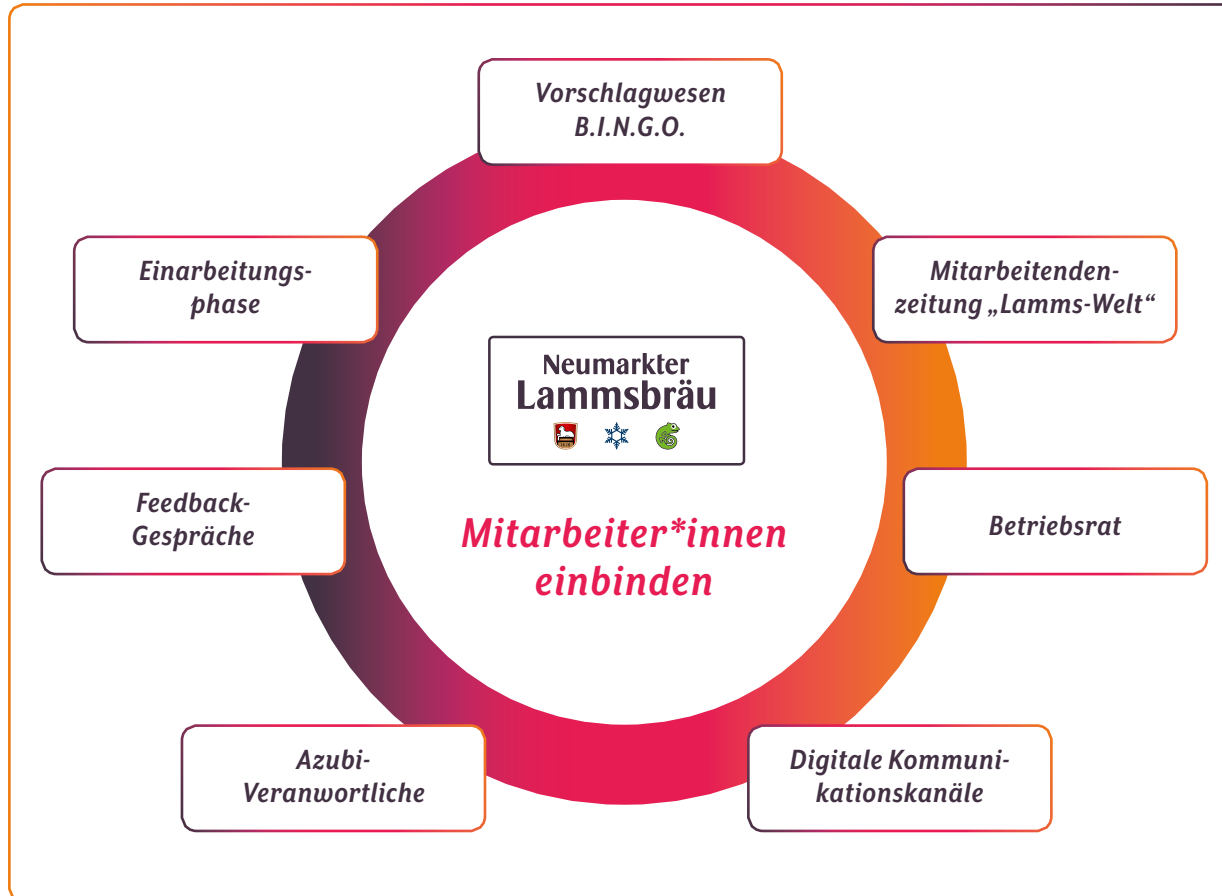 Vorschlagwesen
B.I.N.G.O.
Einarbeitungs-
phase
Mitarbeitenden-
zeitung „Lamms-Welt“
Neumarkter
Lammsbräu
Feedback-
Gespräche
Mitarbeiter*innen
einbinden
Betriebsrat
Azubi-
Veranwortliche
Digitale Kommuni-
kationskanäle